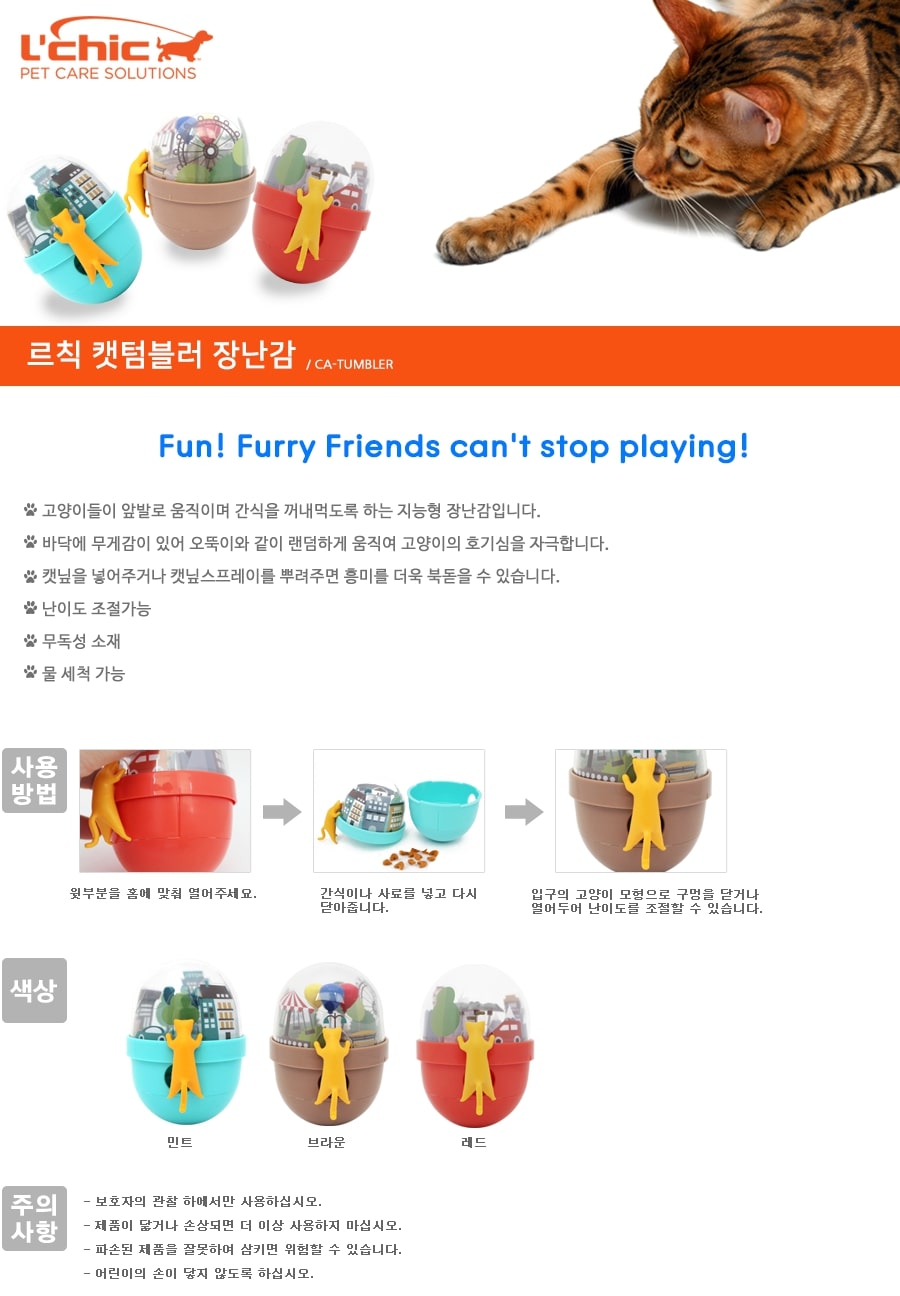 L'chic
PET CARE SOLUTIONS
르칙 캣텀블러 장난감 / CA-TUMBLER
Fun! Furry Friends can't stop playing!
고양이들이 앞발로 움직이며 간식을 꺼내먹도록 하는 지능형 장난감입니다.
바닥에 무게감이 있어 오뚝이와 같이 랜덤하게 움직여 고양이의 호기심을 자극합니다.
캣닢을 넣어주거나 캣닢스프레이를 뿌려주면 흥미를 더욱 북돋을 수 있습니다.
난이도 조절가능
무독성 소재
물 세척 가능
사용
방법
윗부분을 홈에 맞춰 열어주세요.
간식이나 사료를 넣고 다시
닫아줍니다.
입구의 고양이 모형으로 구멍을 닫거나
열어두어 난이도를 조절할 수 있습니다.
색상
민트
브라운
레드
주의
사항
- 보호자의 관찰 하에서만 사용하십시오.
- 제품이 닳거나 손상되면 더 이상 사용하지 마십시오.
- 파손된 제품을 잘못하여 삼키면 위험할 수 있습니다.
- 어린이의 손이 닿지 않도록 하십시오.